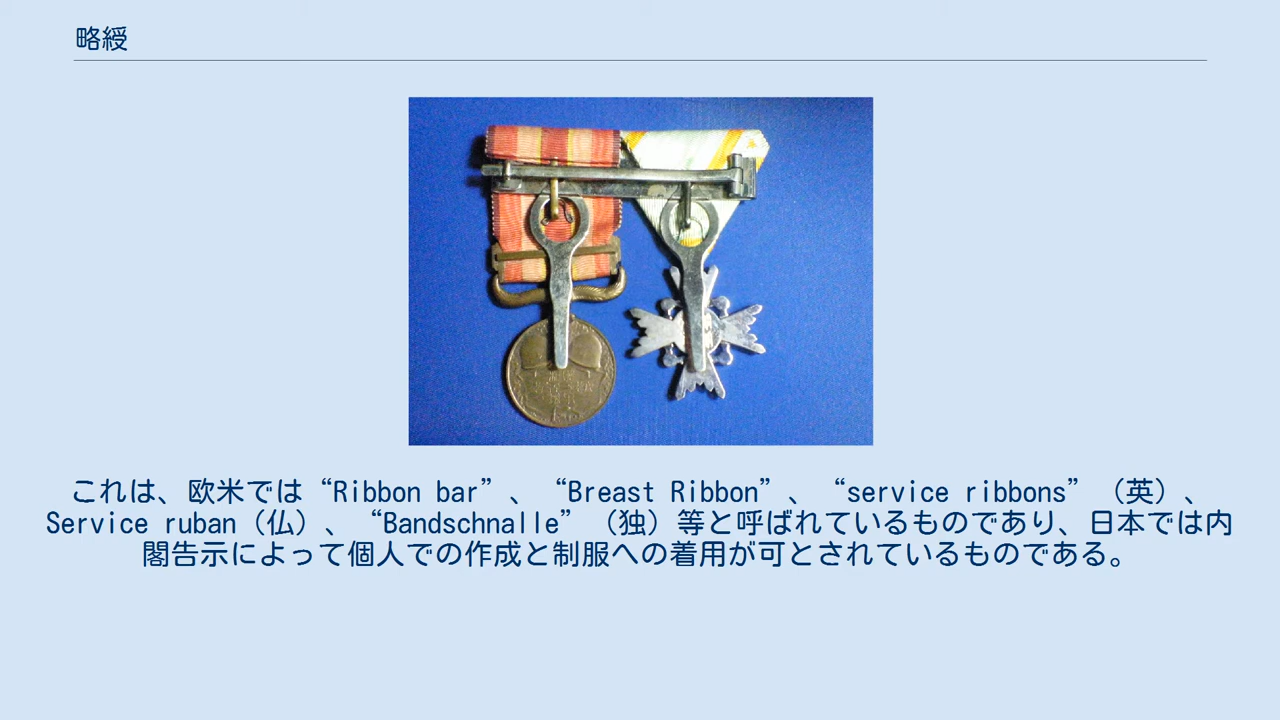 略綬
これは、欧米では“Ribbon bar”、“Breast Ribbon”、“service ribbons”（英）、
Service ruban（仏）、“Bandschnalle”（独）等と呼ばれているものであり、日本では内
閣告示によって個人での作成と制服への着用が可とされているものである。